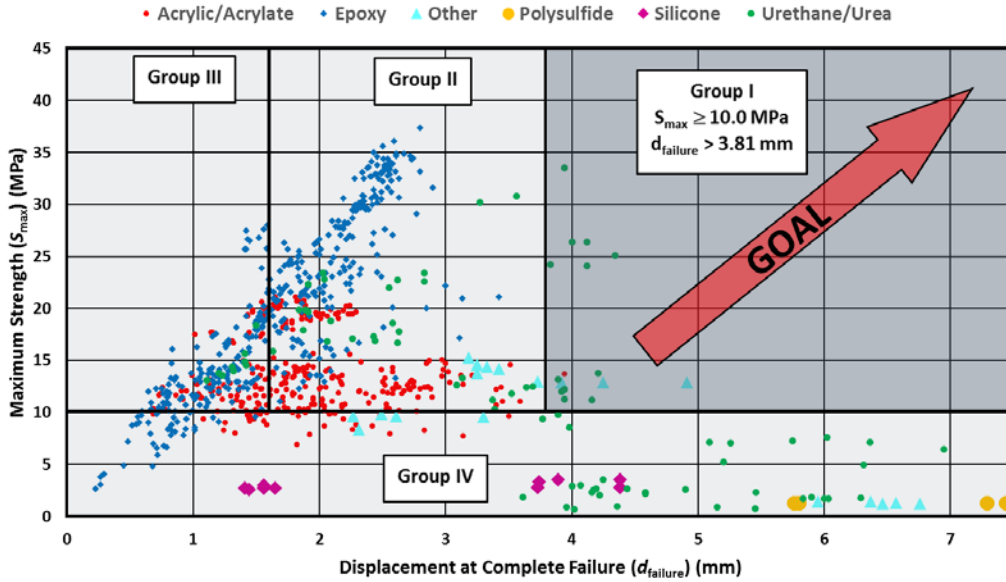 Acrylic/Acrylate Epoxy Other Polysulfide Silicone Urethane/Urea
Maximum Strength (Smax) (MPa)
45
40
35
30
25
20
15
10
5
0
Group III
Group II
Group I
Smax ≥ 10.0 MPa
dfailure > 3.81 mm
GOAL
Group IV
0 1 2 3 4 5 6 7
Displacement at Complete Failure (dfailure) (mm)